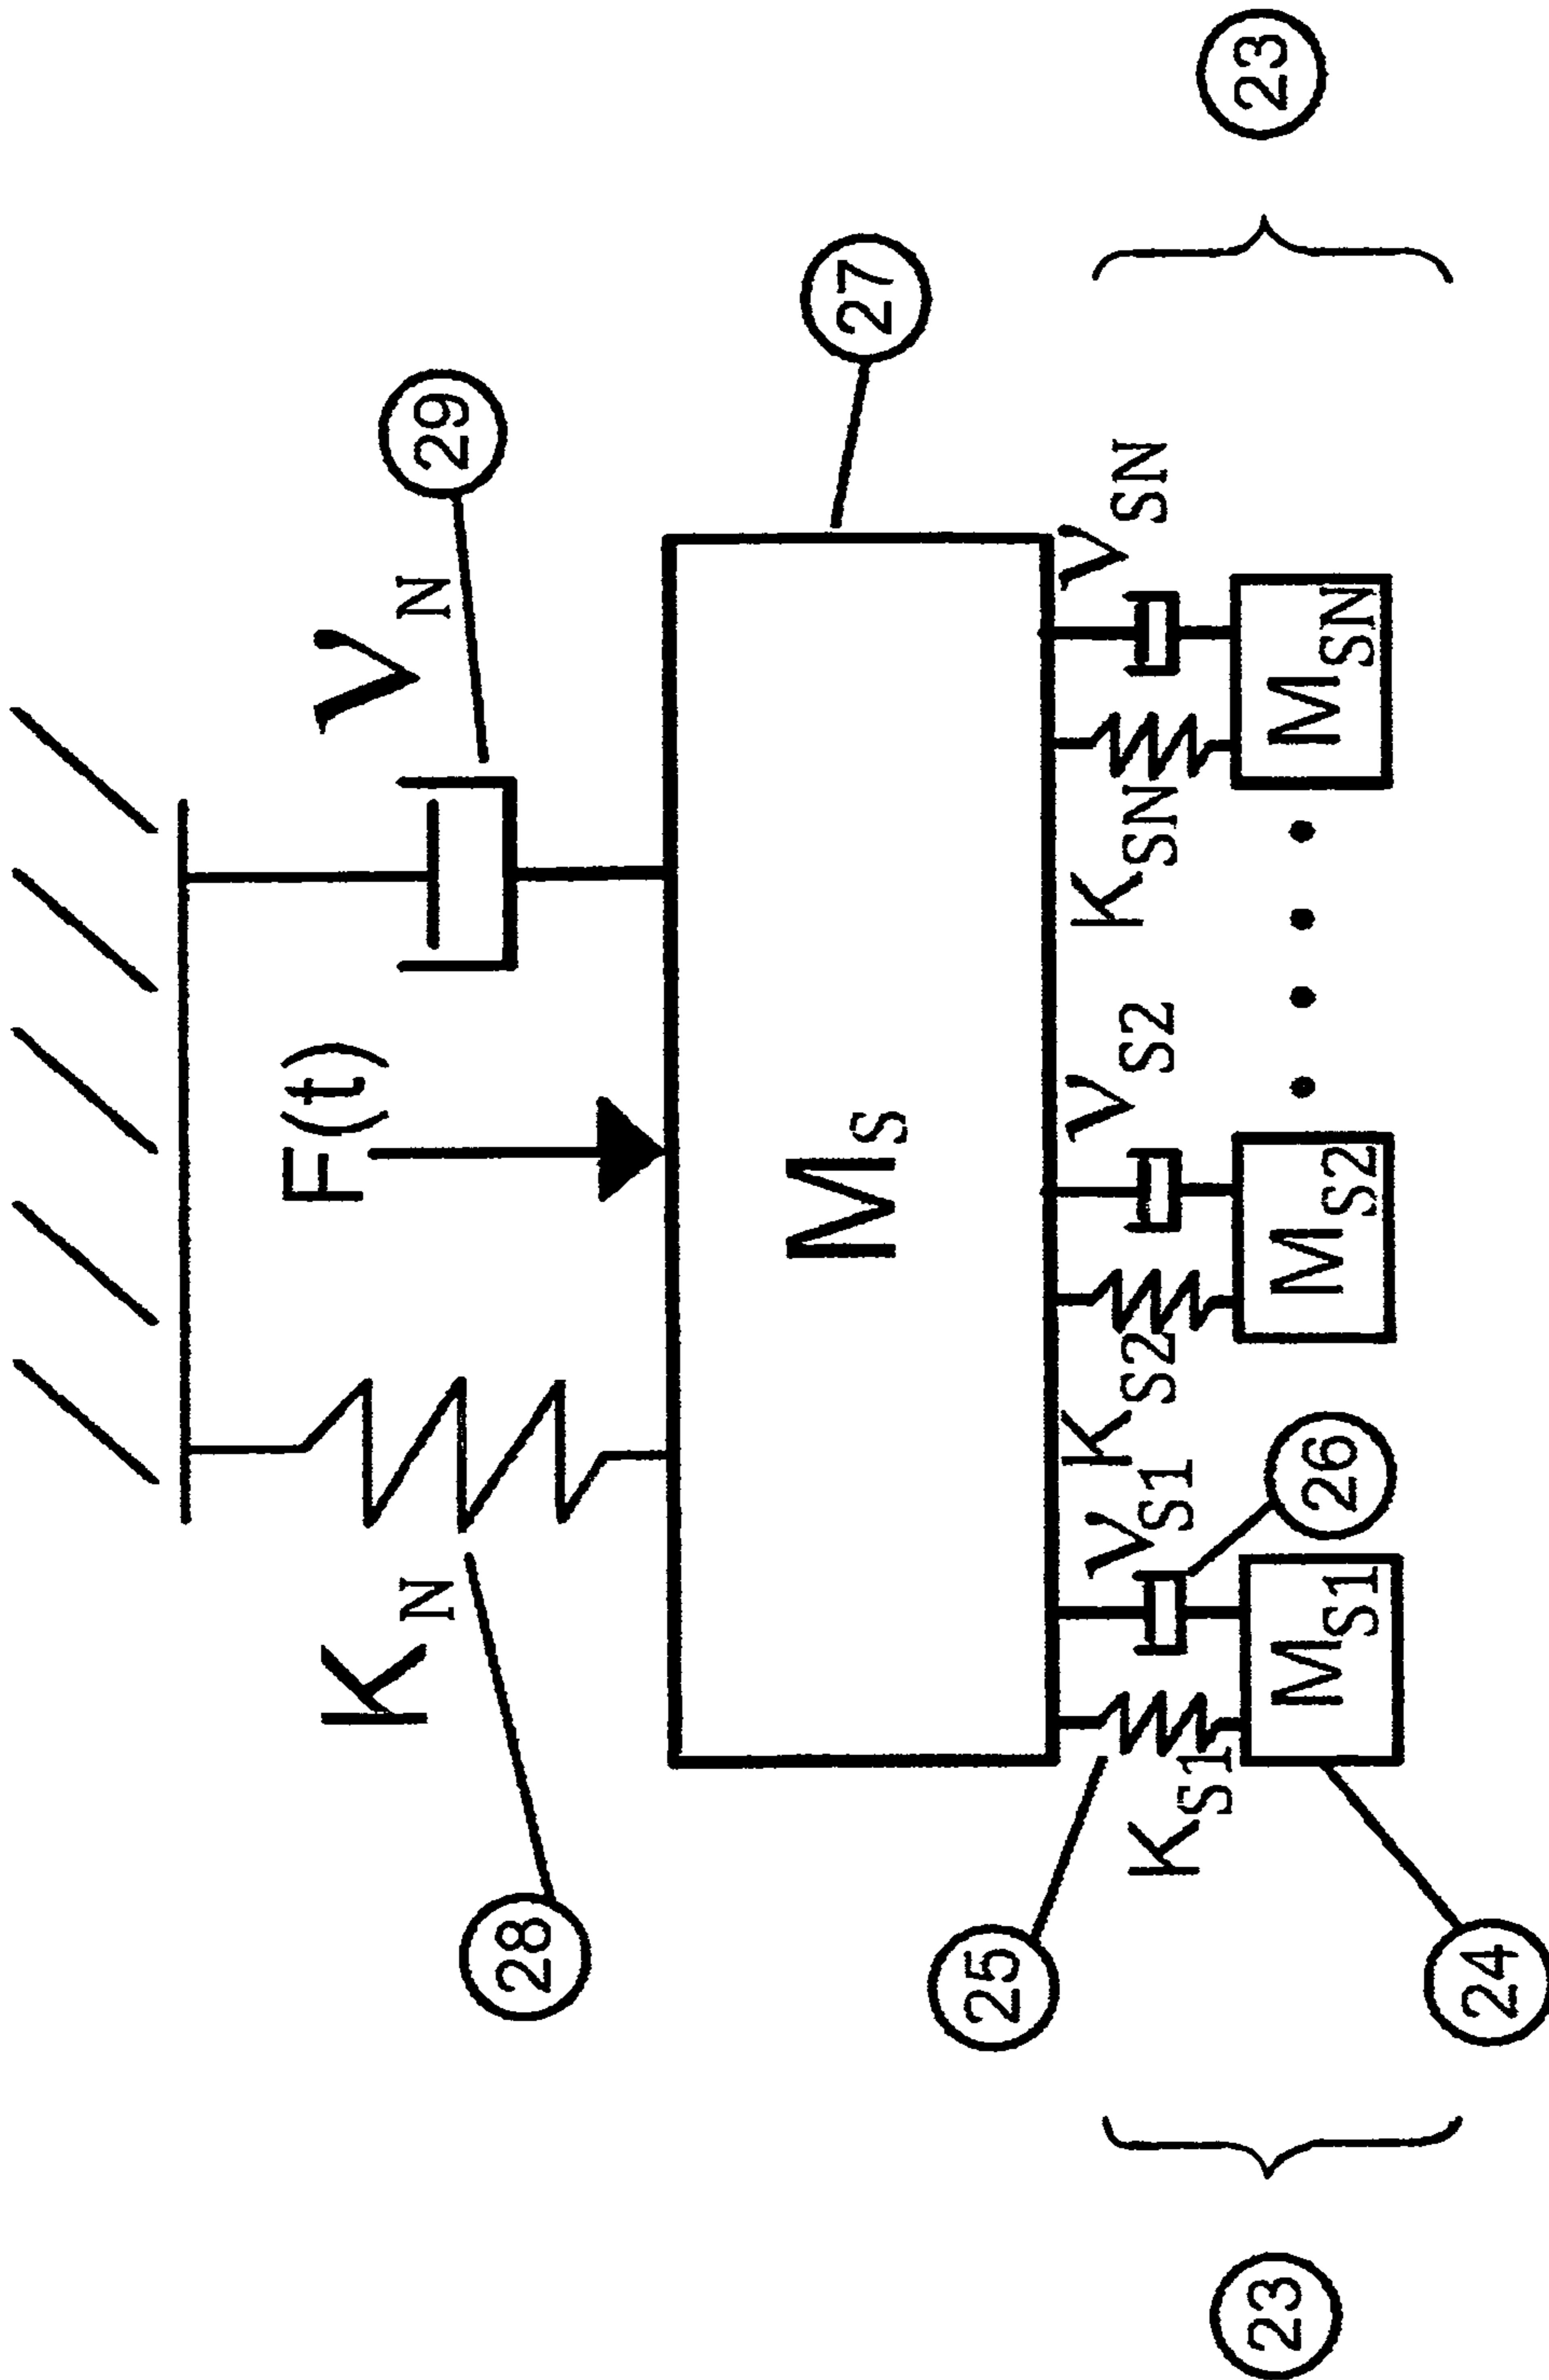 K_N F(t) V_N
29
28
M_S 27
25
K_S1 V_S1 K_S2 V_S2 K_SN V_SN
23 M_S1 26 M_S2 M_SN 23
24